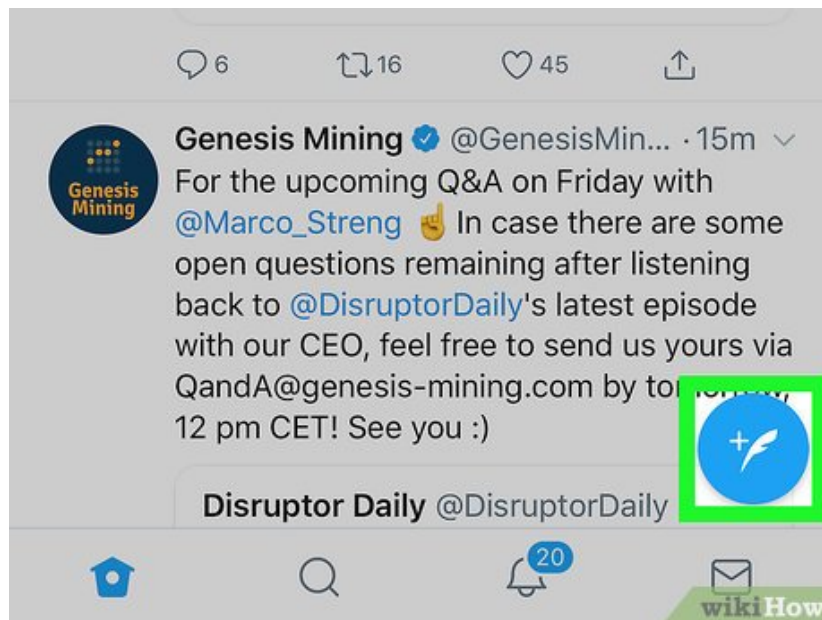 6 16 45
Genesis Mining @GenesisMin... · 15m
Genesis
Mining
For the upcoming Q&A on Friday with
@Marco_Streng ☝️ In case there are some
open questions remaining after listening
back to @DisruptorDaily's latest episode
with our CEO, feel free to send us yours via
QandA@genesis-mining.com by tomorrow,
12 pm CET! See you :)
Disruptor Daily @DisruptorDaily
20
wikiHow